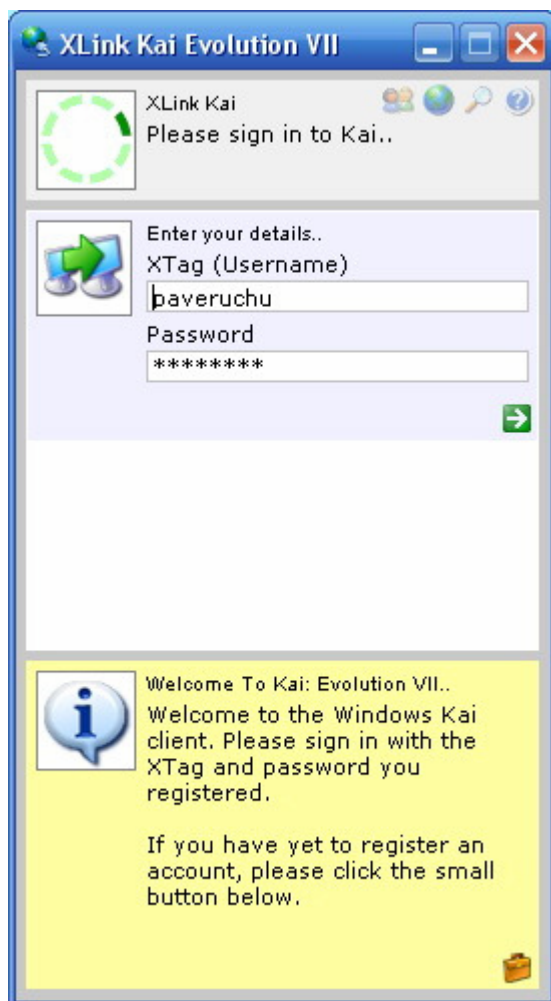 XLink Kai Evolution VII
XLink Kai
Please sign in to Kai..
Enter your details..
XTag (Username)
paveruchu
Password
********
Welcome To Kai: Evolution VII..
Welcome to the Windows Kai
client. Please sign in with the
XTag and password you
registered.
If you have yet to register an
account, please click the small
button below.